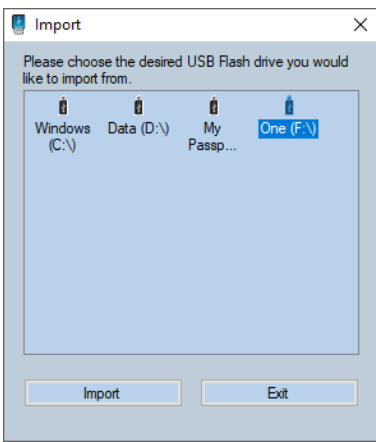 Import
Please choose the desired USB Flash drive you would
like to import from.
Windows
(C:\)
Data (D:\)
My
Passp...
One (F:\)
Import
Exit